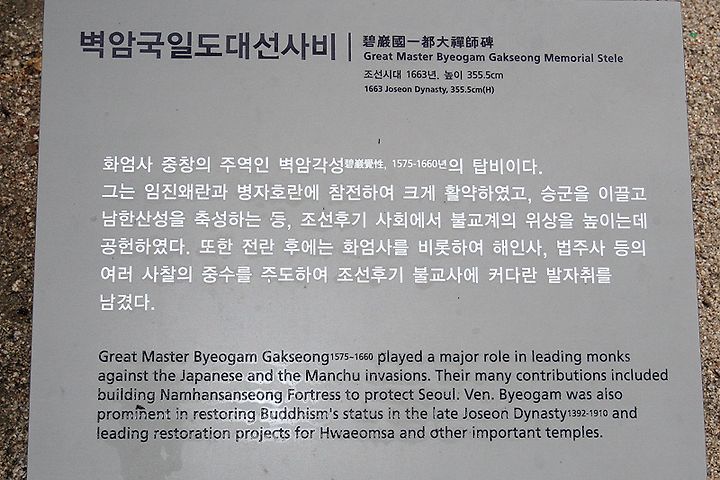 벽암국일도대선사비 | 碧巖國一都大禪師碑
Great Master Byeogam Gakseong Memorial Stele
조선시대 1663년, 높이 355.5cm
1663 Joseon Dynasty, 355.5cm(H)
화엄사 중창의 주역인 벽암각성碧巖覺性, 1575-1660년의 탑비이다.
그는 임진왜란과 병자호란에 참전하여 크게 활약하였고, 승군을 이끌고
남한산성을 축성하는 등, 조선후기 사회에서 불교계의 위상을 높이는데
공헌하였다. 또한 전란 후에는 화엄사를 비롯하여 해인사, 법주사 등의
여러 사찰의 중수를 주도하여 조선후기 불교사에 커다란 발자취를
남겼다.
Great Master Byeogam Gakseong1575~1660 played a major role in leading monks
against the Japanese and the Manchu invasions. Their many contributions included
building Namhansanseong Fortress to protect Seoul. Ven. Byeogam was also
prominent in restoring Buddhism's status in the late Joseon Dynasty1392-1910 and
leading restoration projects for Hwaeomsa and other important temples.